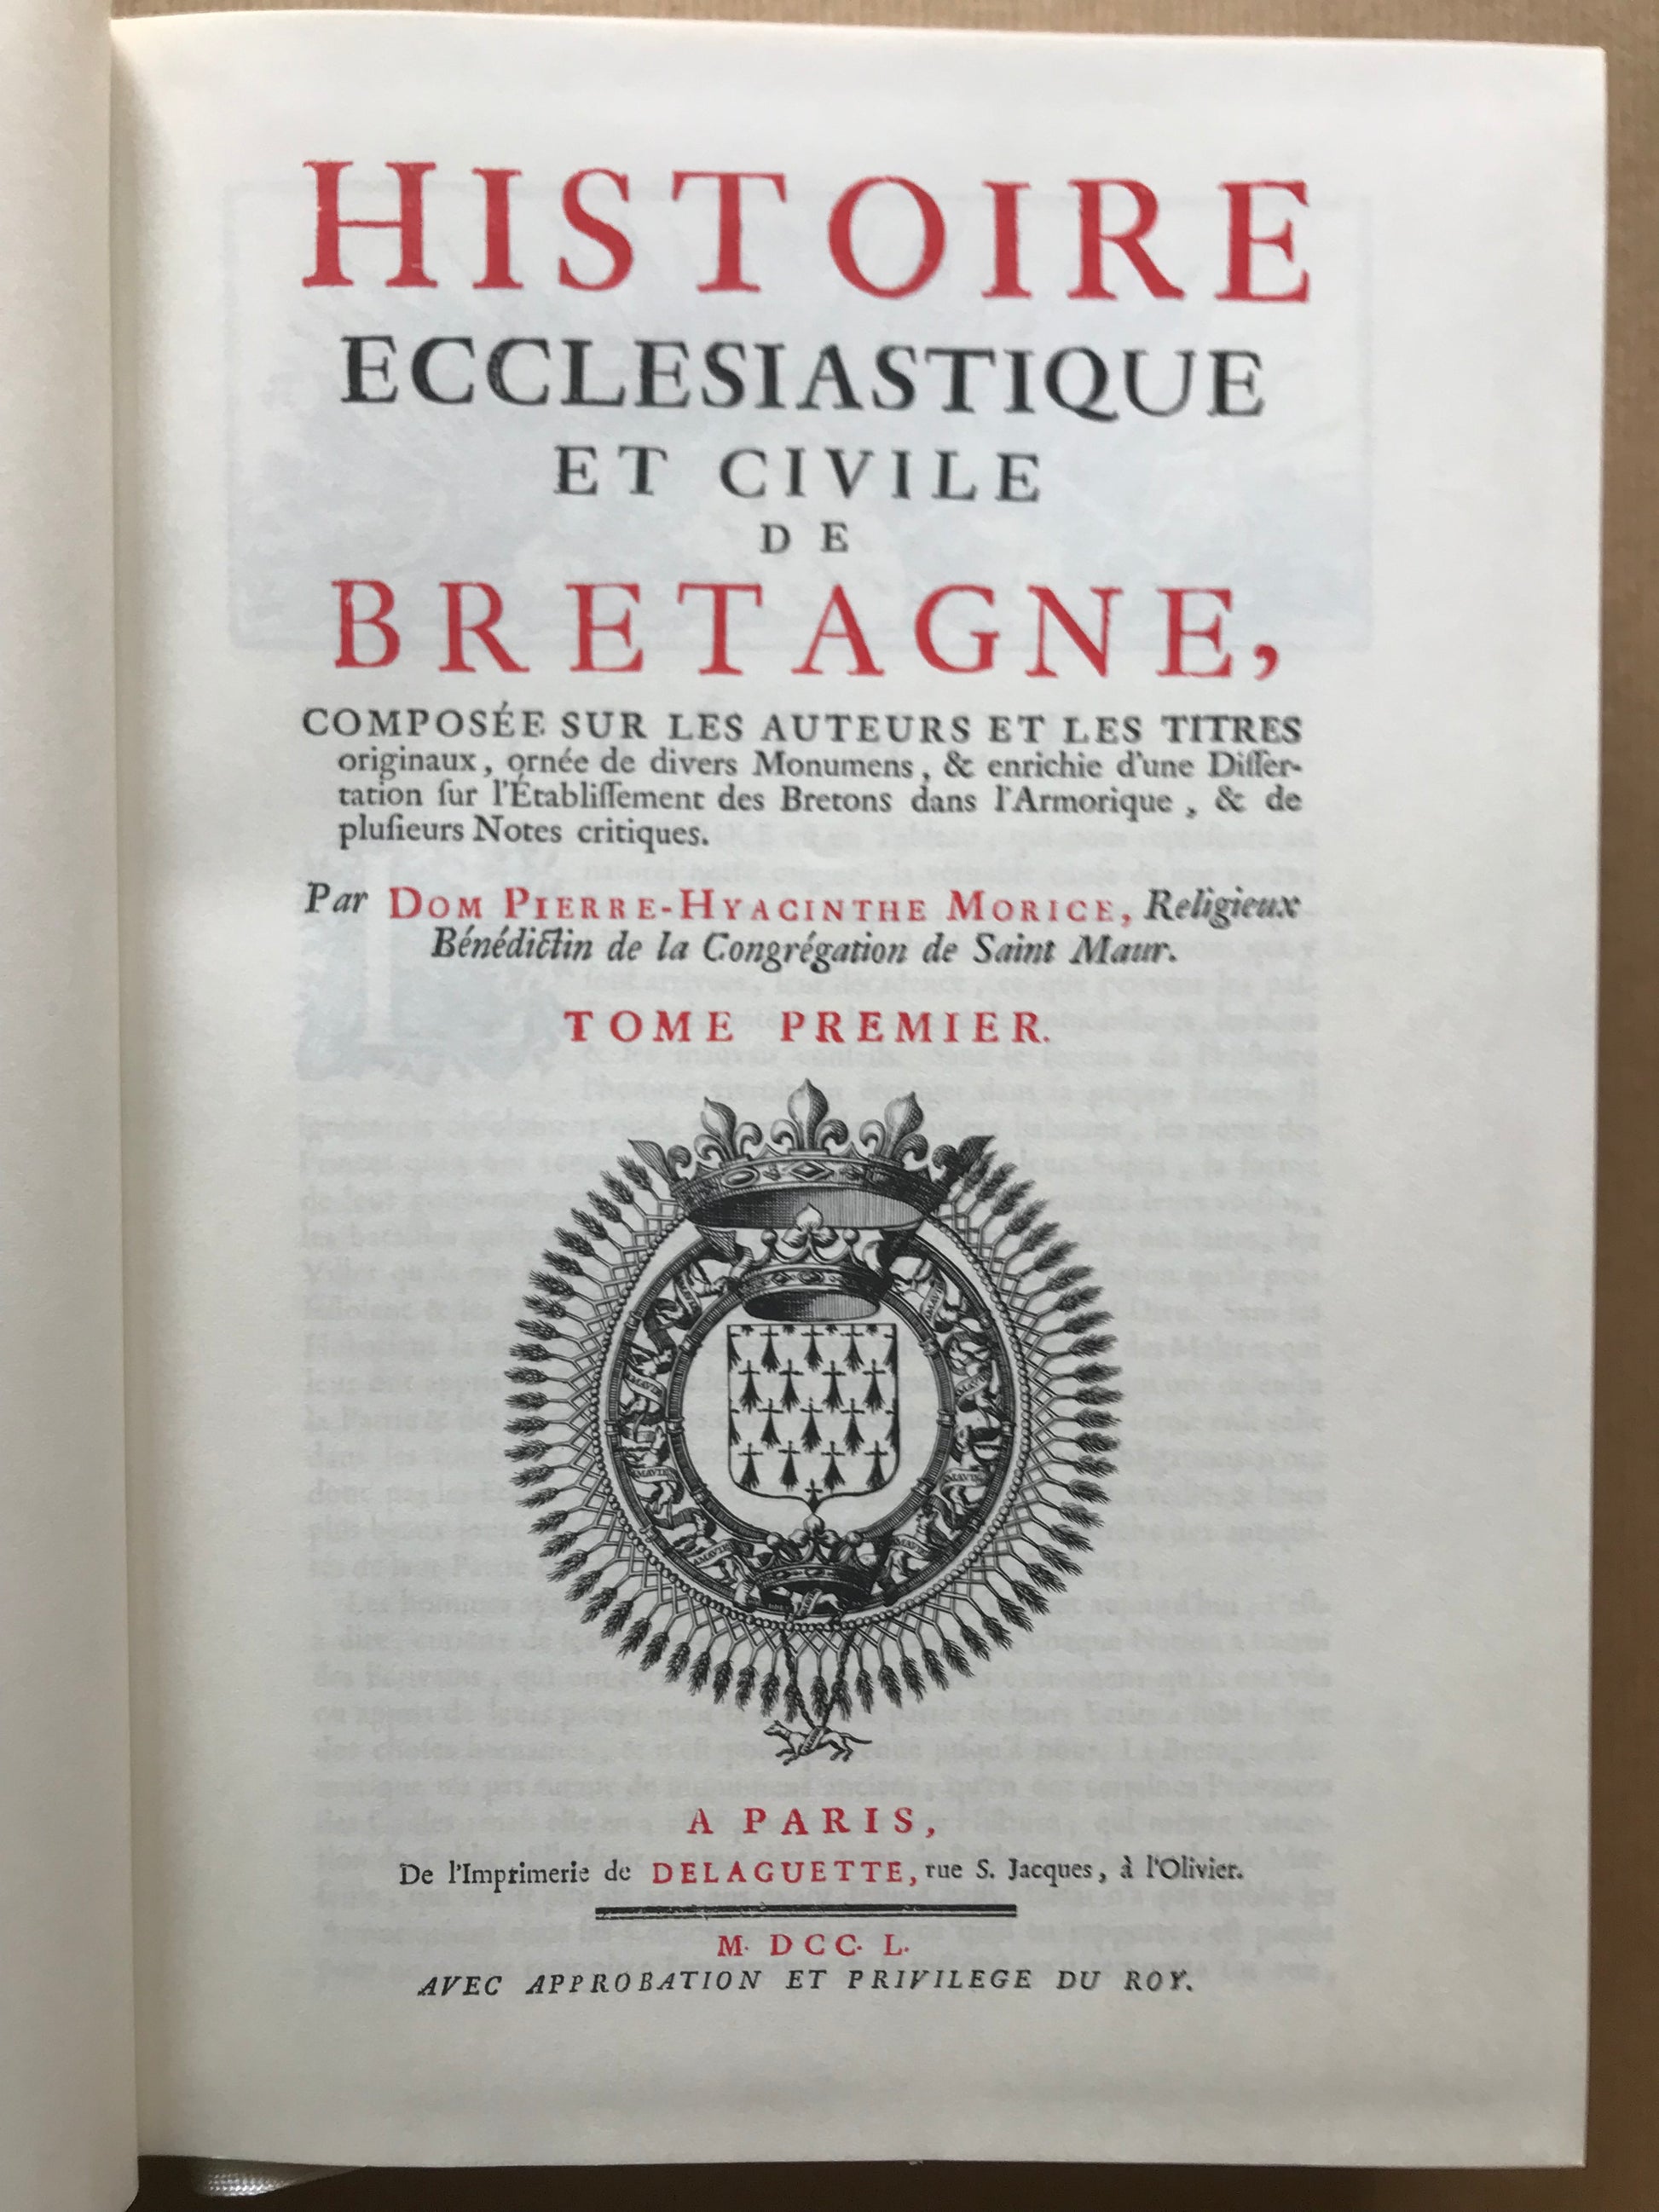 HISTOIRE
ECCLESIASTIQUE
ET CIVILE
DE
BRETAGNE,
COMPOSÉE SUR LES AUTEURS ET LES TITRES
originaux, ornée de divers Monumens, & enrichie d'une Differ-
tation ſur l'Établiſſement des Bretons dans l'Armorique, & de
pluſieurs Notes critiques.
Par DOM PIERRE-HYACINTHE MORICE, Religieux
Bénédictin de la Congrégation de Saint Maur.
TOME PREMIER.
A PARIS,
De l'Imprimerie de DELAGUETTE, rue S. Jacques, à l'Olivier.
M. DCC. L.
AVEC APPROBATION ET PRIVILEGE DU ROY.